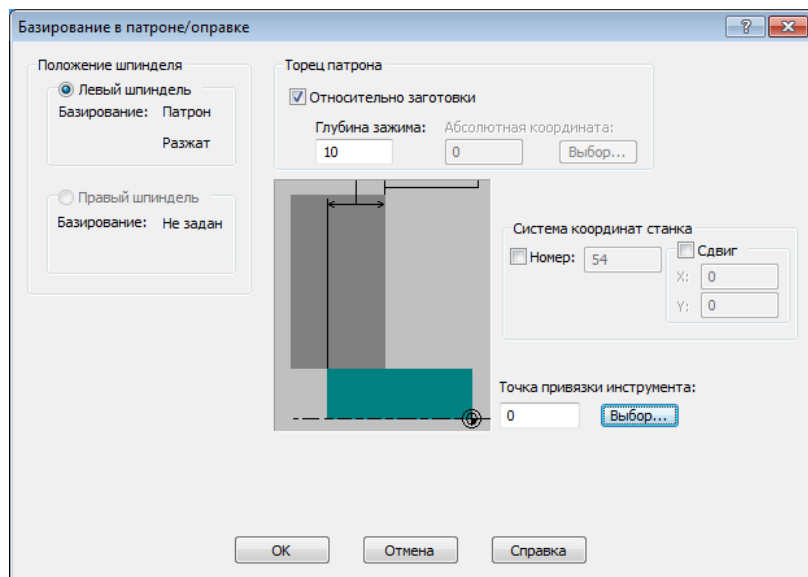 Базирование в патроне/оправке
Положение шпинделя
Левый шпиндель
Базирование: Патрон
Разжат
Правый шпиндель
Базирование: Не задан
Торец патрона
Относительно заготовки
Глубина зажима: Абсолютная координата:
10 0 Выбор...
Система координат станка
Номер: 54
Сдвиг
X: 0
Y: 0
Точка привязки инструмента:
0 Выбор...
OK Отмена Справка